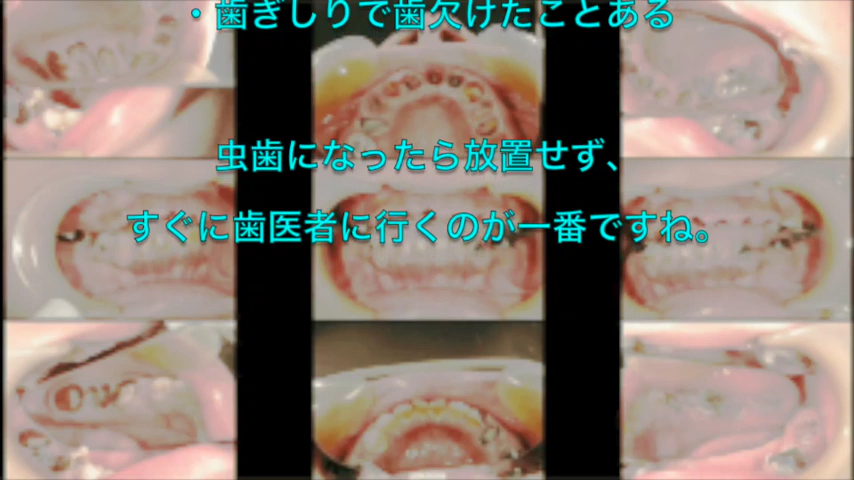 ・歯ぎしりで歯欠けたことある
虫歯になったら放置せず、
すぐに歯医者に行くのが一番ですね。